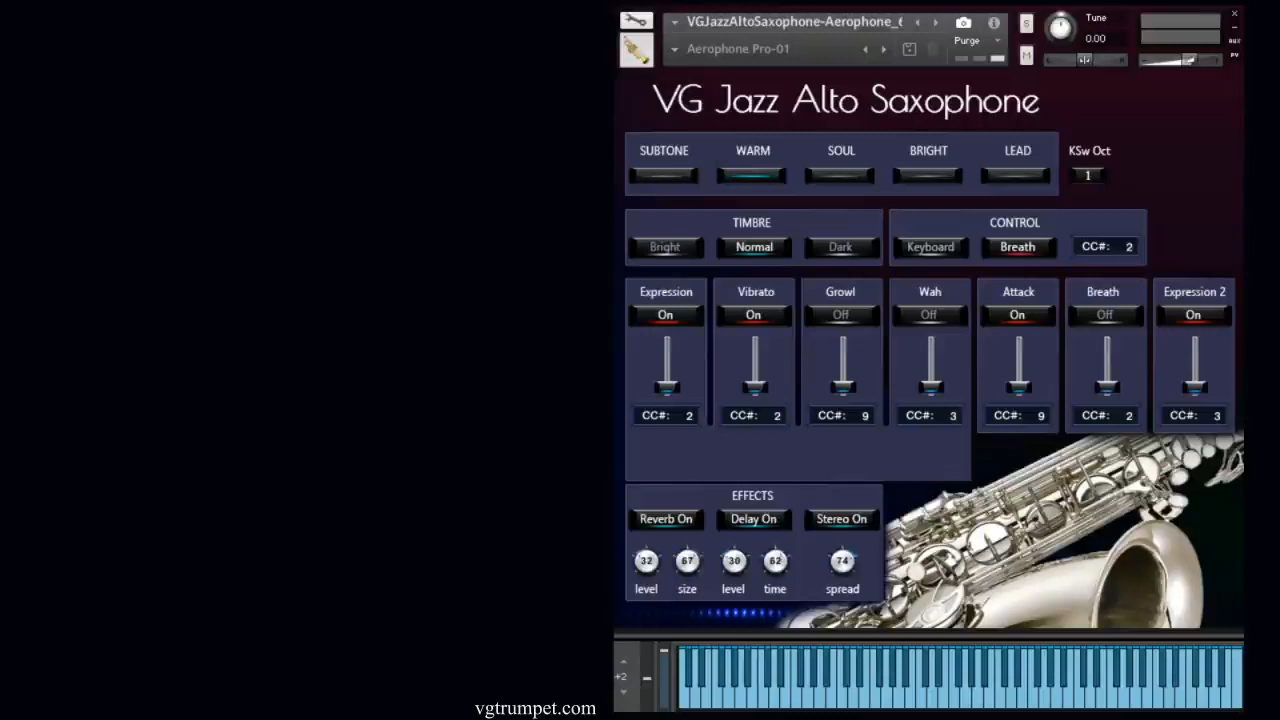 VGJazzAltoSaxophone-Aerophone_6
Aerophone Pro-01
Purge
S
M
Tune
0.00
L R
AUX
PV
VG Jazz Alto Saxophone
SUBTONE WARM SOUL BRIGHT LEAD KSw Oct
1
TIMBRE CONTROL
Bright Normal Dark Keyboard Breath CC#: 2
Expression Vibrato Growl Wah Attack Breath Expression 2
On On Off Off On Off On
CC#: 2 CC#: 2 CC#: 9 CC#: 3 CC#: 9 CC#: 2 CC#: 3
EFFECTS
Reverb On Delay On Stereo On
32 67 30 62 74
level size level time spread
+2
vgtrumpet.com